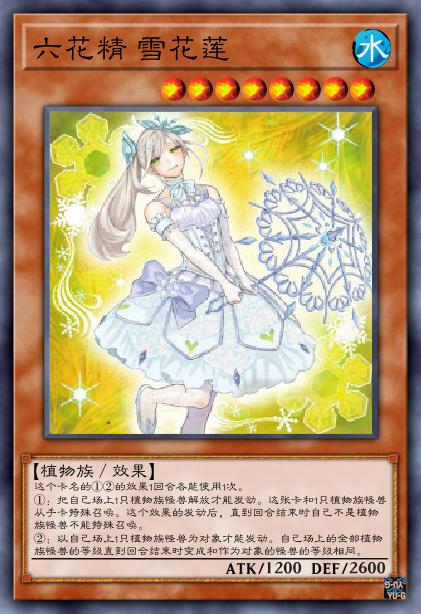 六花精 雪花莲
水
【植物族／效果】
这个卡名的①②的效果1回合各能使用1次。
①：把自己场上1只植物族怪兽解放才能发动。这张卡和1只植物族怪兽
从手卡特殊召唤。这个效果的发动后，直到回合结束时自己不是植物
族怪兽不能特殊召唤。
②：以自己场上1只植物族怪兽为对象才能发动。自己场上的全部植物
族怪兽的等级直到回合结束时变成和作为对象的怪兽的等级相同。
ATK/1200 DEF/2600